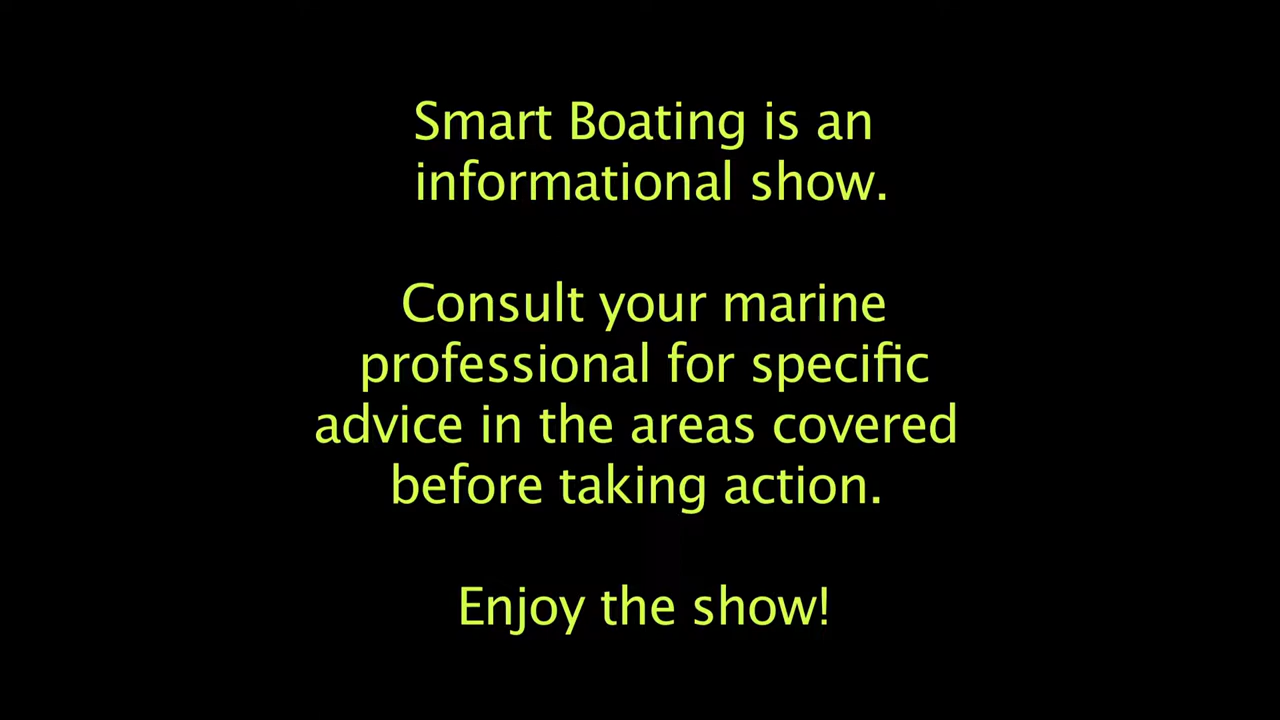 Smart Boating is an
informational show.
Consult your marine
professional for specific
advice in the areas covered
before taking action.
Enjoy the show!